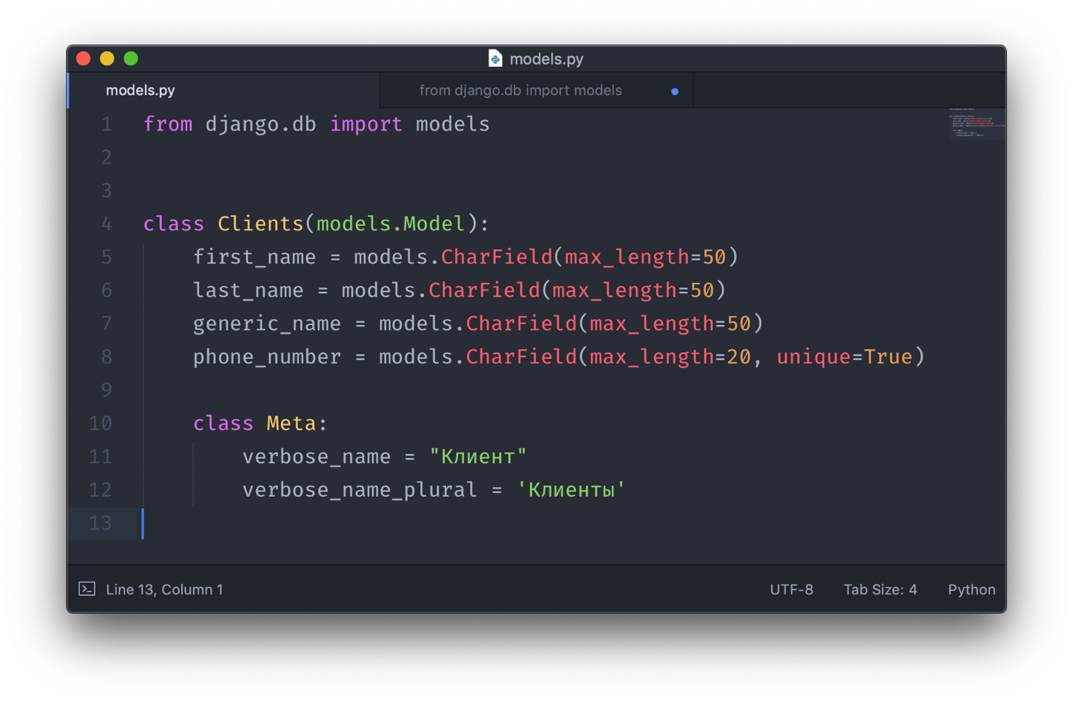 models.py
models.py
from django.db import models
1 from django.db import models
2
3
4 class Clients(models.Model):
5     first_name = models.CharField(max_length=50)
6     last_name = models.CharField(max_length=50)
7     generic_name = models.CharField(max_length=50)
8     phone_number = models.CharField(max_length=20, unique=True)
9
10     class Meta:
11         verbose_name = "Клиент"
12         verbose_name_plural = 'Клиенты'
13
Line 13, Column 1
UTF-8
Tab Size: 4
Python